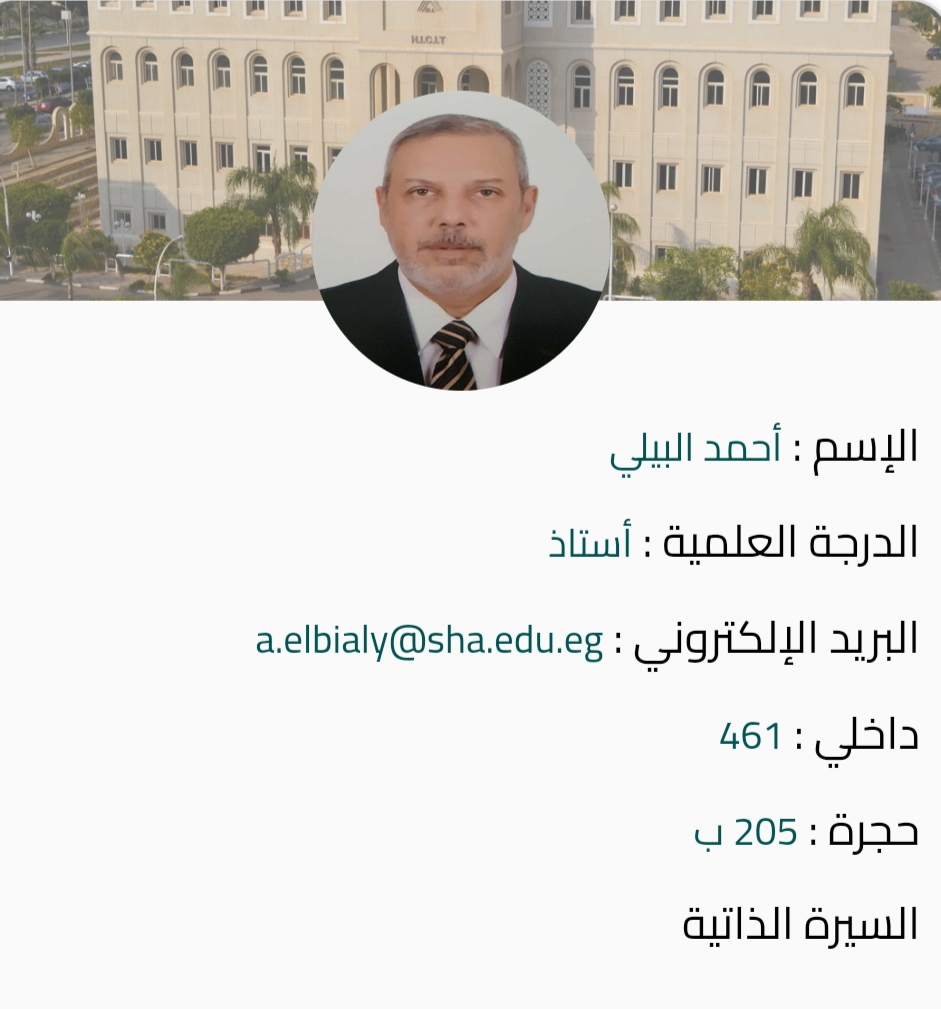 H.I.C.I.T
الإسم : أحمد البيلي
الدرجة العلمية : أستاذ
البريد الإلكتروني : a.elbialy@sha.edu.eg
داخلي : 461
حجرة : 205 ب
السيرة الذاتية